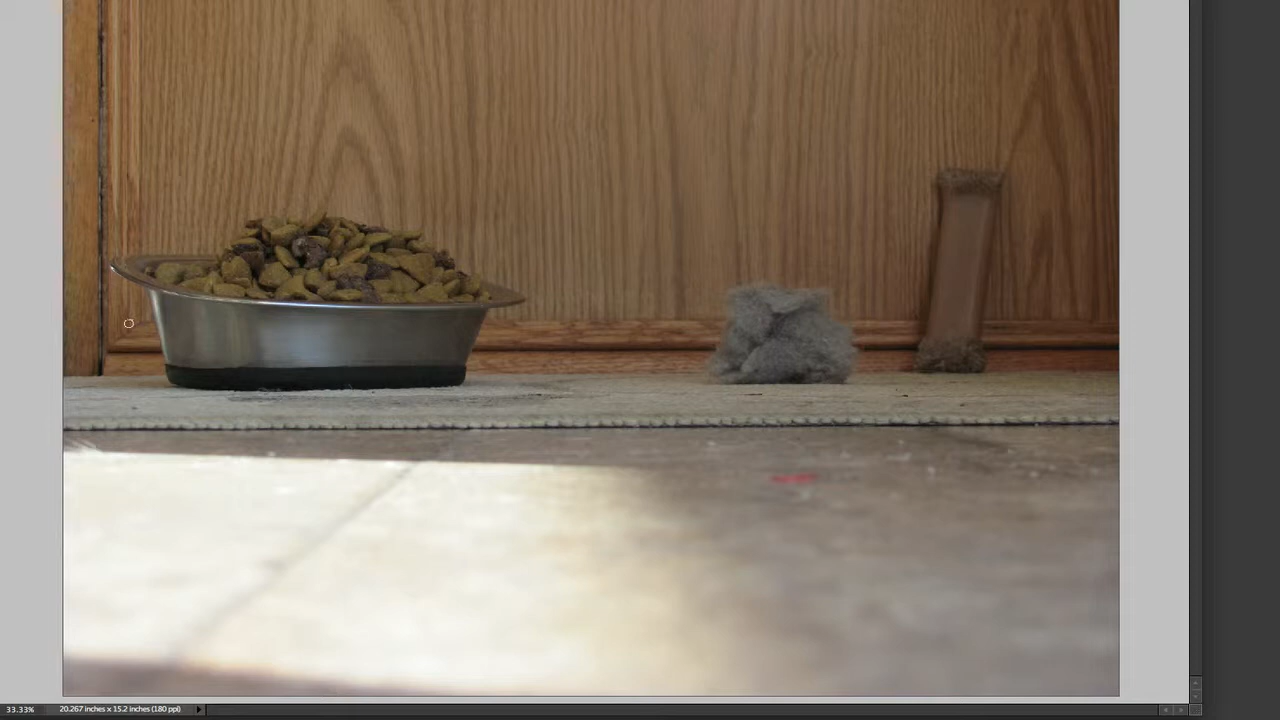 33.33%
20.267 inches x 15.2 inches (180 ppi)